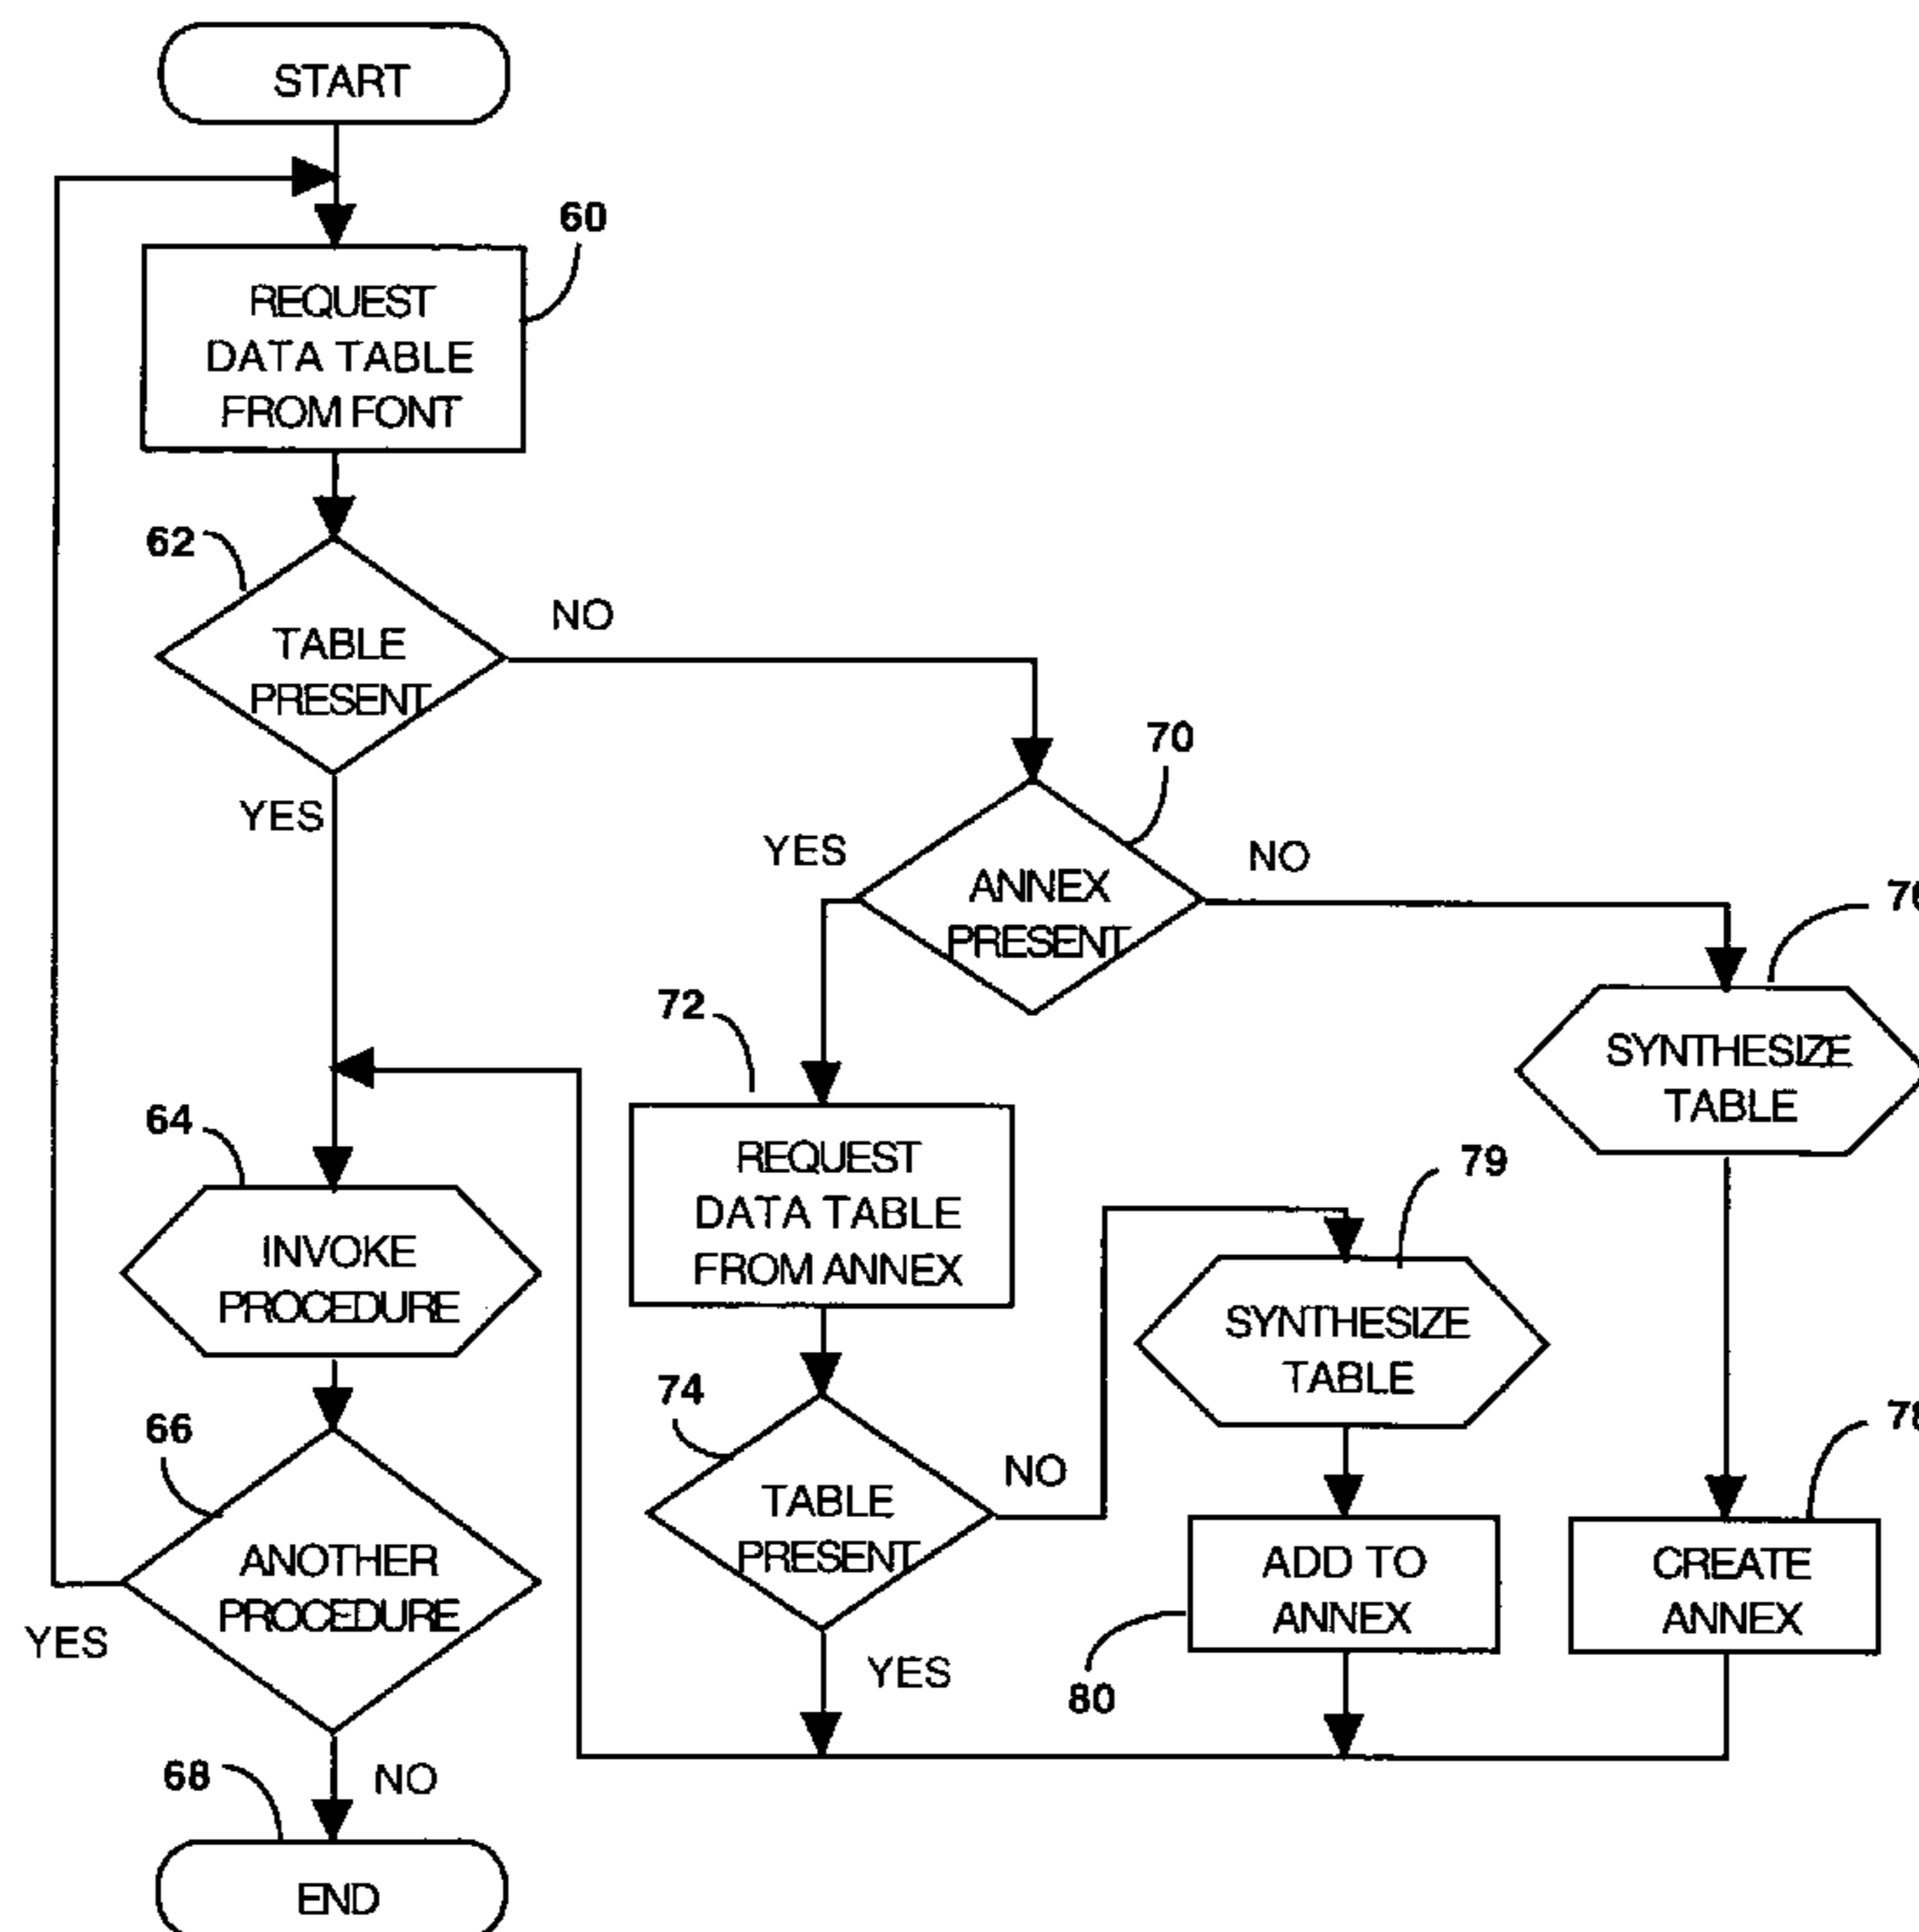 START
60
REQUEST
DATA TABLE
FROM FONT
62
TABLE
PRESENT
NO
YES
70
YES
ANNEX
PRESENT
NO
SYNTHESIZE
TABLE
72
REQUEST
DATA TABLE
FROM ANNEX
64
INVOKE
PROCEDURE
79
SYNTHESIZE
TABLE
74
TABLE
PRESENT
NO
YES
66
ANOTHER
PROCEDURE
YES
NO
ADD TO
ANNEX
80
CREATE
ANNEX
68
END